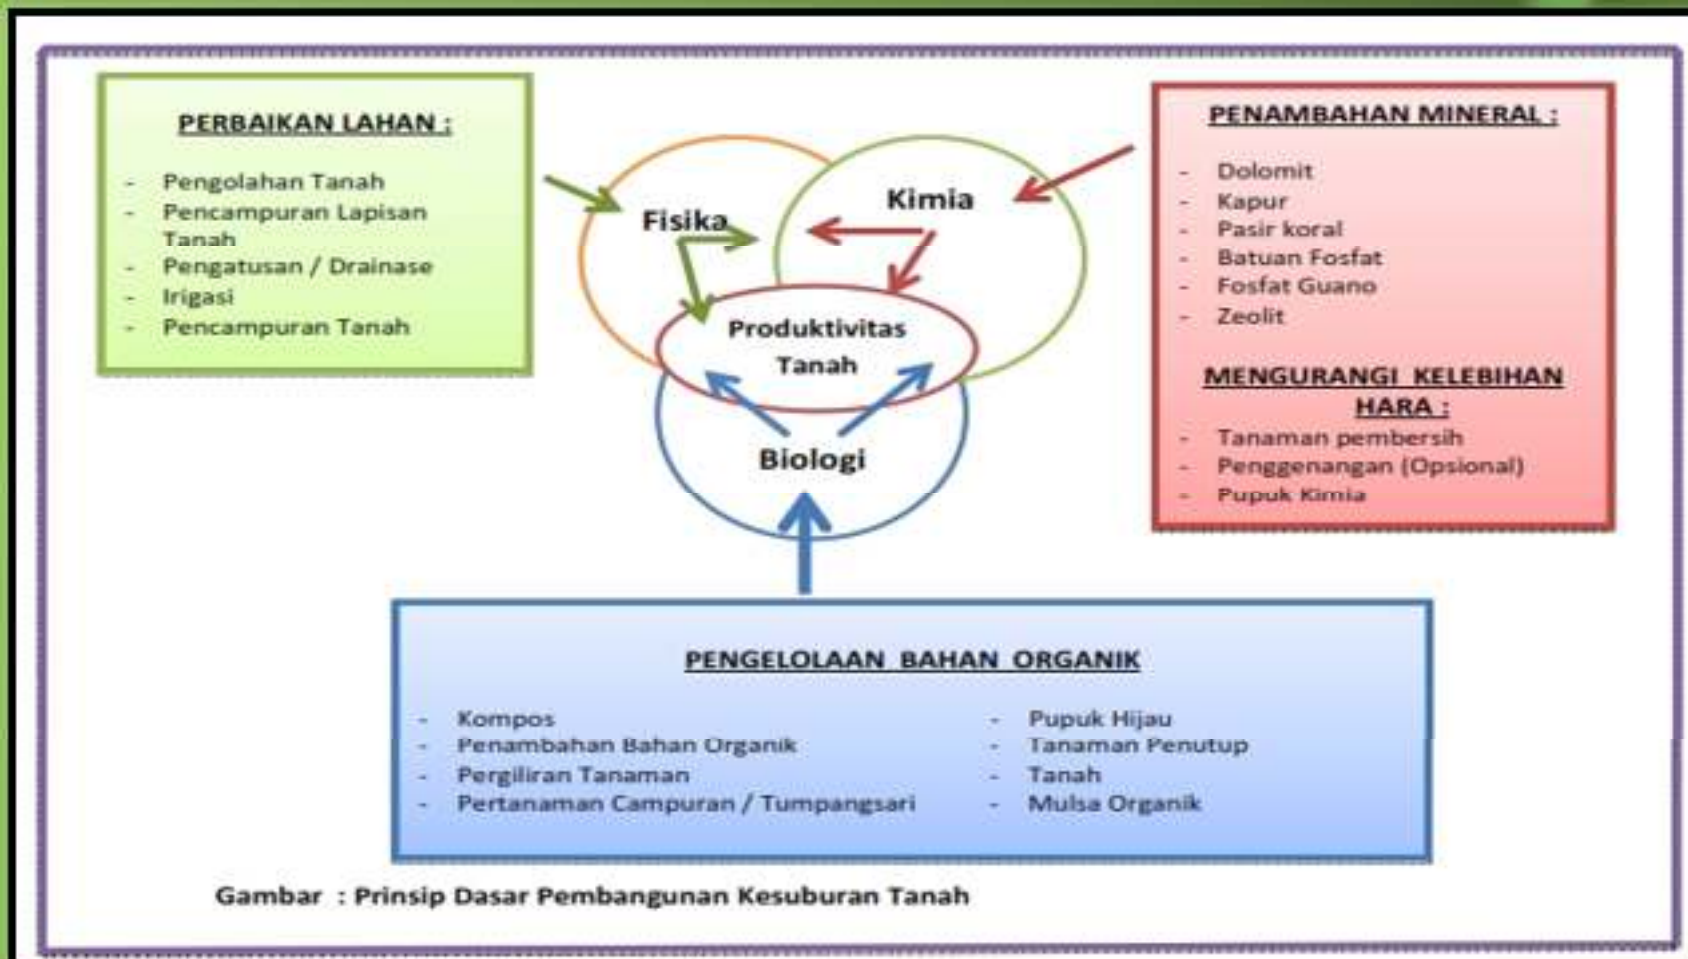 PERBAIKAN LAHAN :
- Pengolahan Tanah
- Pencampuran Lapisan
Tanah
- Pengatusan / Drainase
- Irigasi
- Pencampuran Tanah
Fisika
Kimia
Produktivitas
Tanah
Biologi
PENAMBAHAN MINERAL :
- Dolomit
- Kapur
- Pasir koral
- Batuan Fosfat
- Fosfat Guano
- Zeolit
MENGURANGI KELEBIHAN
HARA :
- Tanaman pembersih
- Penggenangan (Opsional)
- Pupuk Kimia
PENGELOLAAN BAHAN ORGANIK
- Kompos
- Penambahan Bahan Organik
- Pergiliran Tanaman
- Pertanaman Campuran / Tumpangsari
- Pupuk Hijau
- Tanaman Penutup
- Tanah
- Mulsa Organik
Gambar : Prinsip Dasar Pembangunan Kesuburan Tanah